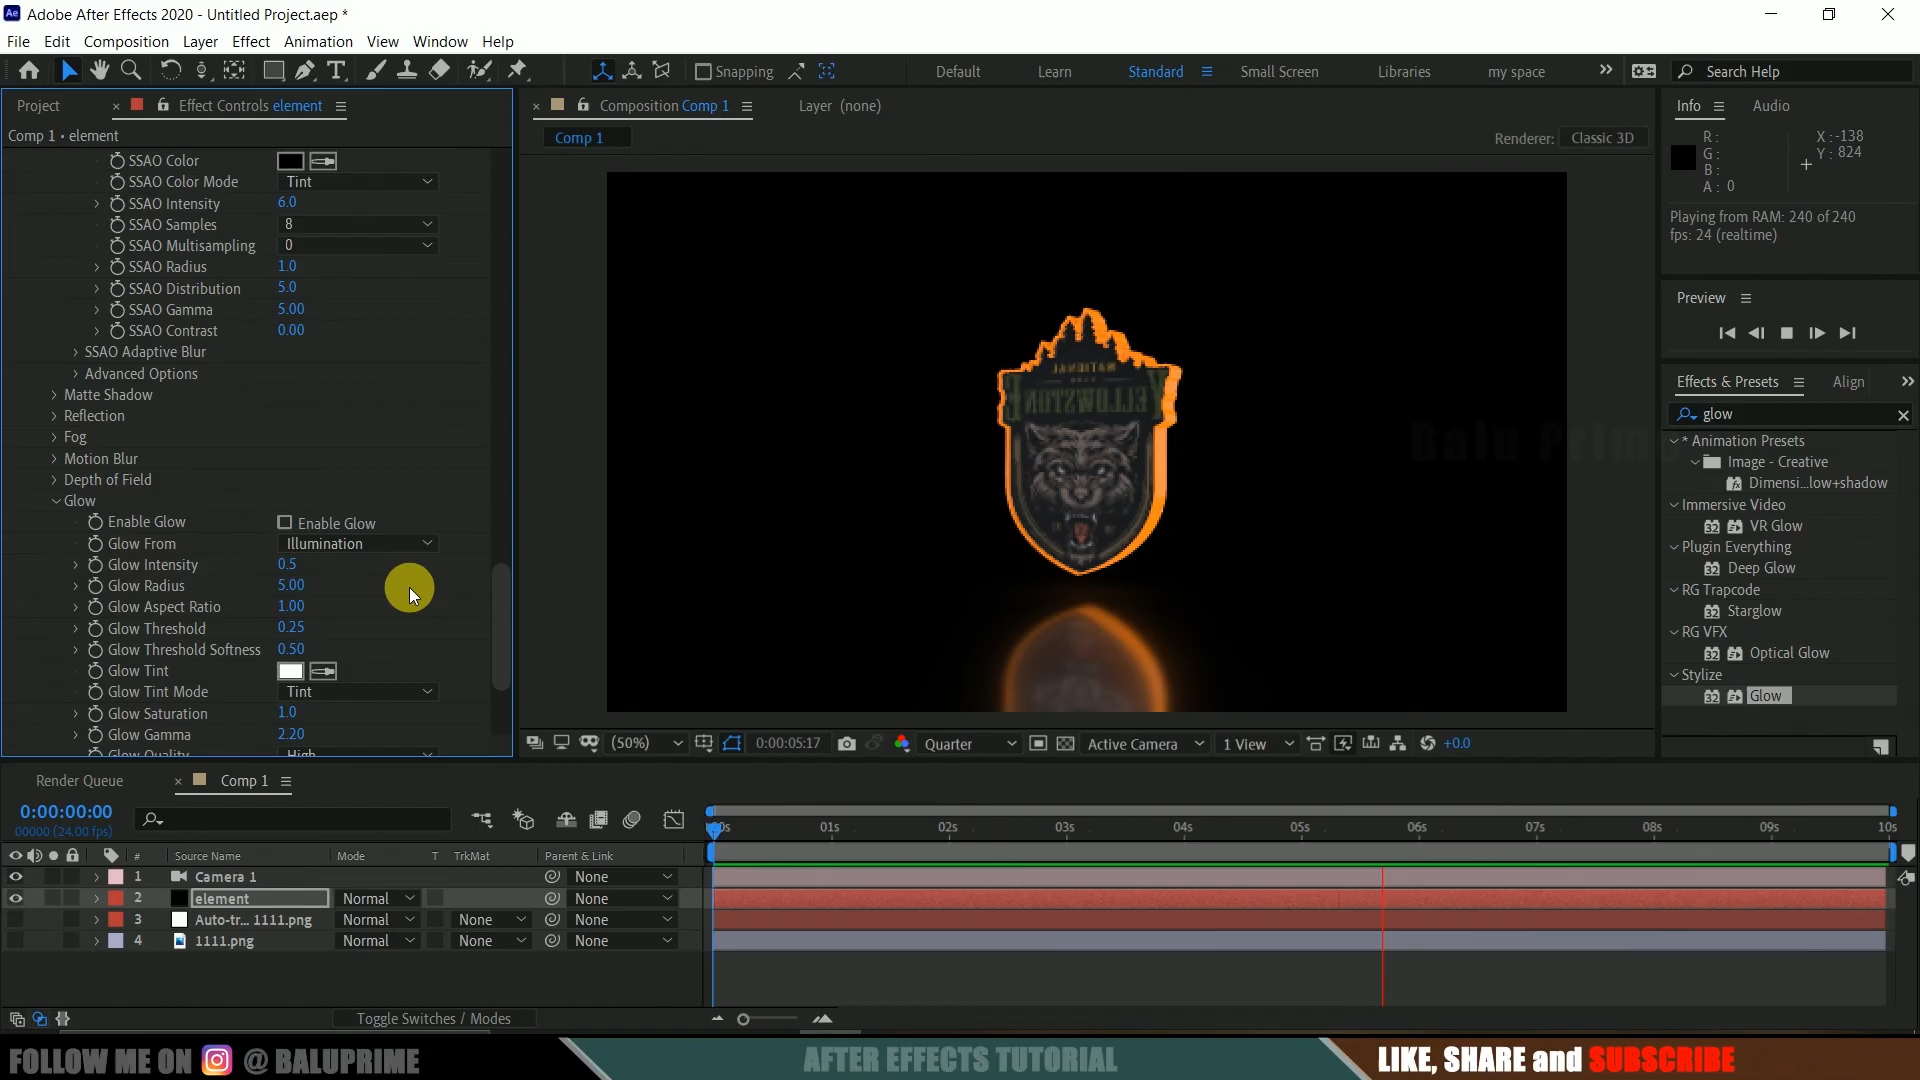 Adobe After Effects 2020 - Untitled Project.aep *
File Edit Composition Layer Effect Animation View Window Help
Snapping Default Learn Standard Small Screen Libraries my space Search Help
Project Effect Controls element
Comp 1 • element
SSAO Color
SSAO Color Mode Tint
SSAO Intensity 6.0
SSAO Samples 8
SSAO Multisampling 0
SSAO Radius 1.0
SSAO Distribution 5.0
SSAO Gamma 5.00
SSAO Contrast 0.00
SSAO Adaptive Blur
Advanced Options
Matte Shadow
Reflection
Fog
Motion Blur
Depth of Field
Glow
Enable Glow Enable Glow
Glow From Illumination
Glow Intensity 0.5
Glow Radius 5.00
Glow Aspect Ratio 1.00
Glow Threshold 0.25
Glow Threshold Softness 0.50
Glow Tint
Glow Tint Mode Tint
Glow Saturation 1.0
Glow Gamma 2.20
Glow Quality High
Composition Comp 1 Layer (none)
Comp 1
Renderer: Classic 3D
NATIONAL
YELLOWSTONE
Balu Prime
(50%) 0:00:05:17 Quarter Active Camera 1 View +0.0
Info Audio
R: X: -138
G: Y: 824
B:
A: 0
Playing from RAM: 240 of 240
fps: 24 (realtime)
Preview
Effects & Presets Align
glow
* Animation Presets
Image - Creative
Dimensi...low+shadow
Immersive Video
VR Glow
Plugin Everything
Deep Glow
RG Trapcode
Starglow
RG VFX
Optical Glow
Stylize
Glow
Render Queue Comp 1
0:00:00:00
00000 (24.00 fps)
# Source Name Mode T TrkMat Parent & Link
1 Camera 1 None
2 element Normal None
3 Auto-tr... 1111.png Normal None None
4 1111.png Normal None None
00s 01s 02s 03s 04s 05s 06s 07s 08s 09s 10s
Toggle Switches / Modes
FOLLOW ME ON @ BALUPRIME
AFTER EFFECTS TUTORIAL
LIKE, SHARE and SUBSCRIBE